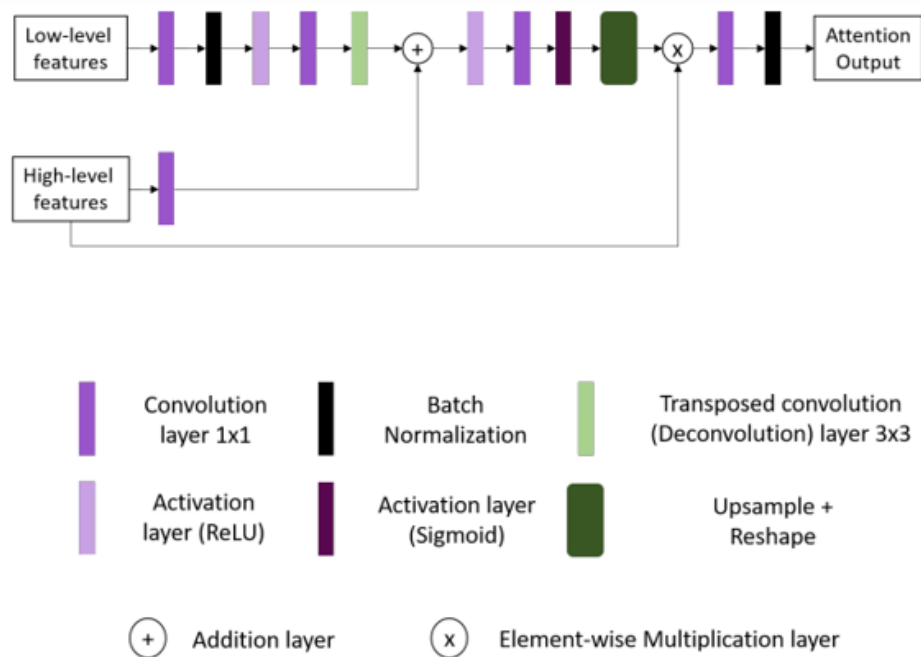 Low-level
features
+
x
Attention
Output
High-level
features
Convolution
layer 1x1
Batch
Normalization
Transposed convolution
(Deconvolution) layer 3x3
Activation
layer (ReLU)
Activation layer
(Sigmoid)
Upsample +
Reshape
+ Addition layer
x Element-wise Multiplication layer